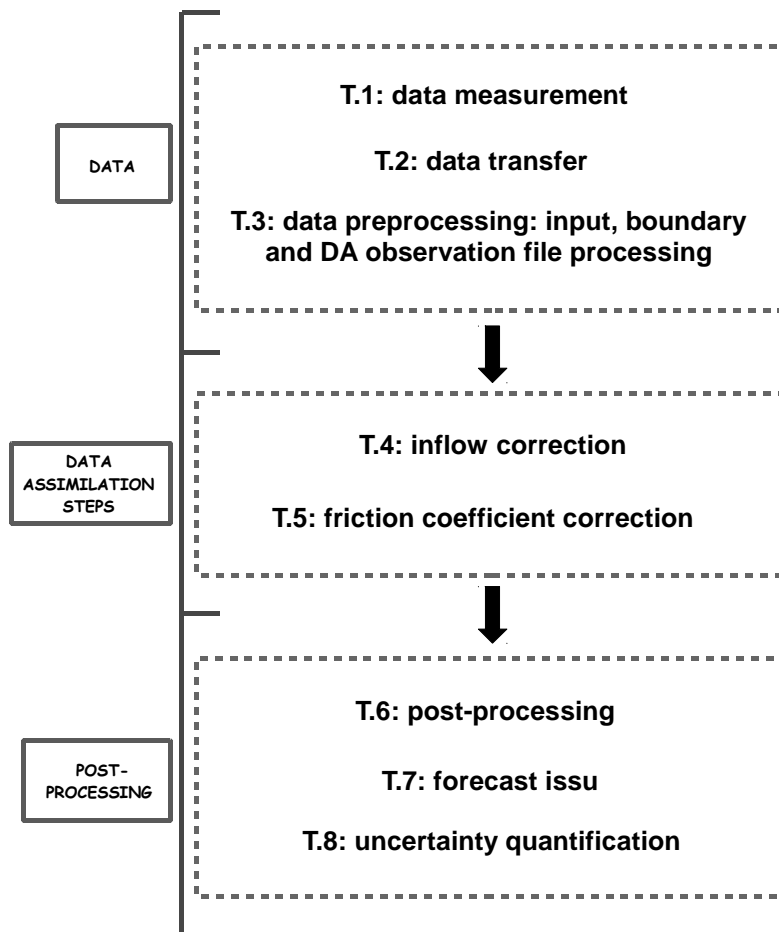 T.1: data measurement
DATA
T.2: data transfer
T.3: data preprocessing: input, boundary
and DA observation file processing
T.4: inflow correction
DATA
ASSIMILATION
STEPS
T.5: friction coefficient correction
T.6: post-processing
POST-
PROCESSING
T.7: forecast issu
T.8: uncertainty quantification